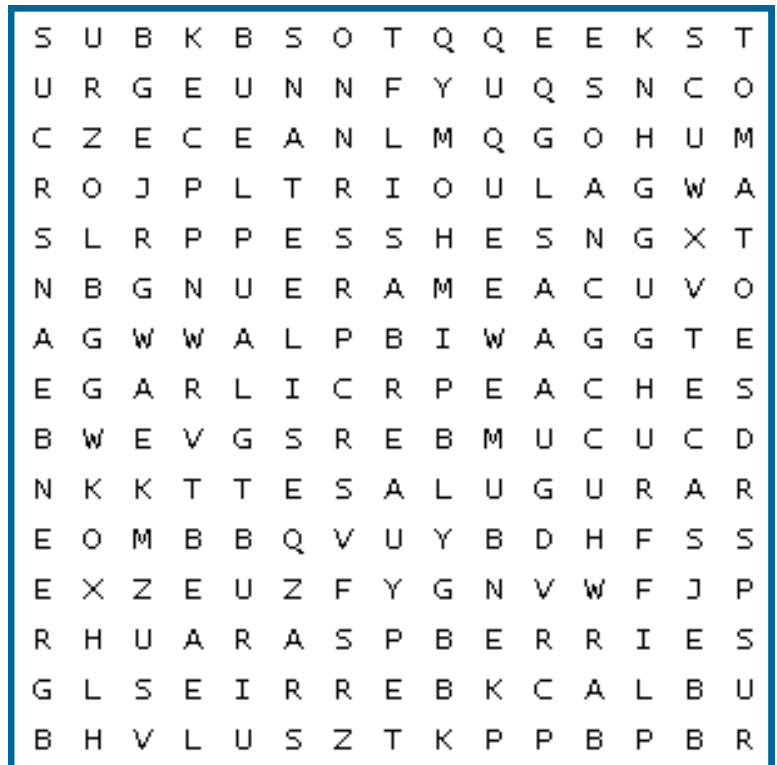 S U B K B S O T Q Q E E K S T
U R G E U N N F Y U Q S N C O
C Z E C E A N L M Q G O H U M
R O J P L T R I O U L A G W A
S L R P P E S S H E S N G X T
N B G N U E R A M E A C U V O
A G W W A L P B I W A G G T E
E G A R L I C R P E A C H E S
B W E V G S R E B M U C U C D
N K K T T E S A L U G U R A R
E O M B B Q V U Y B D H F S S
E X Z E U Z F Y G N V W F J P
R H U A R A S P B E R R I E S
G L S E I R R E B K C A L B U
B H V L U S Z T K P P B P B R